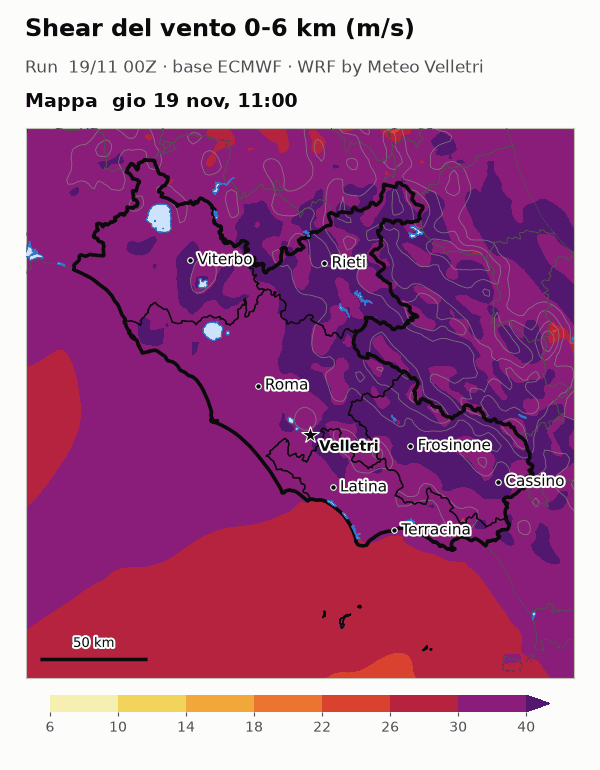 Shear del vento 0-6 km (m/s)
Run 19/11 00Z · base ECMWF · WRF by Meteo Velletri
Mappa gio 19 nov, 11:00
Viterbo
Rieti
Roma
Velletri
Frosinone
Cassino
Latina
Terracina
50 km
6 10 14 18 22 26 30 40